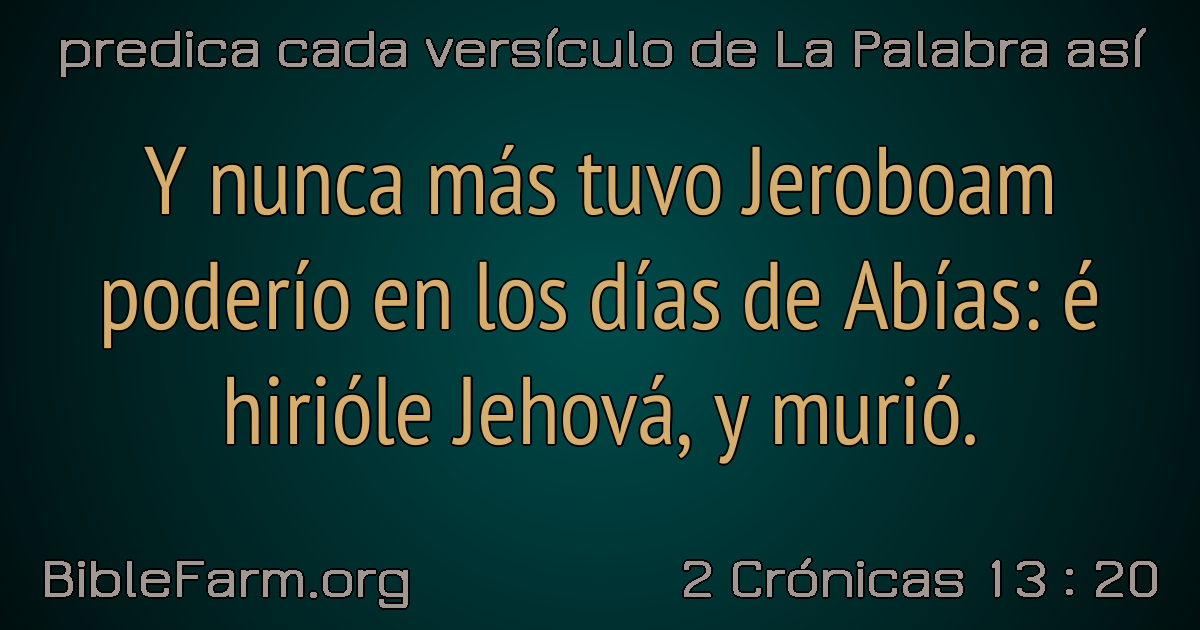 predica cada versículo de La Palabra así
Y nunca más tuvo Jeroboam
poderío en los días de Abías: é
hirióle Jehová, y murió.
BibleFarm.org
2 Crónicas 13 : 20